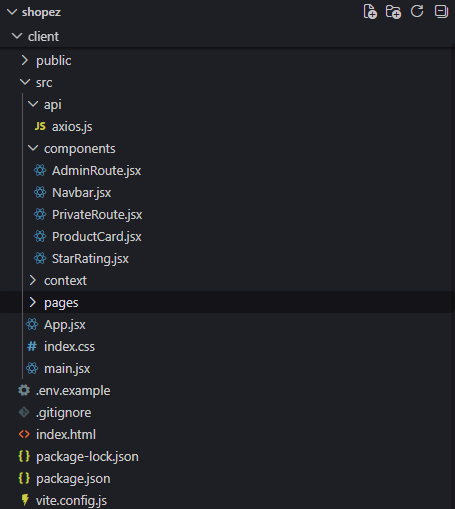 shopez
client
public
src
api
JS axios.js
components
AdminRoute.jsx
Navbar.jsx
PrivateRoute.jsx
ProductCard.jsx
StarRating.jsx
context
pages
App.jsx
# index.css
main.jsx
.env.example
.gitignore
<> index.html
{ } package-lock.json
{ } package.json
vite.config.js